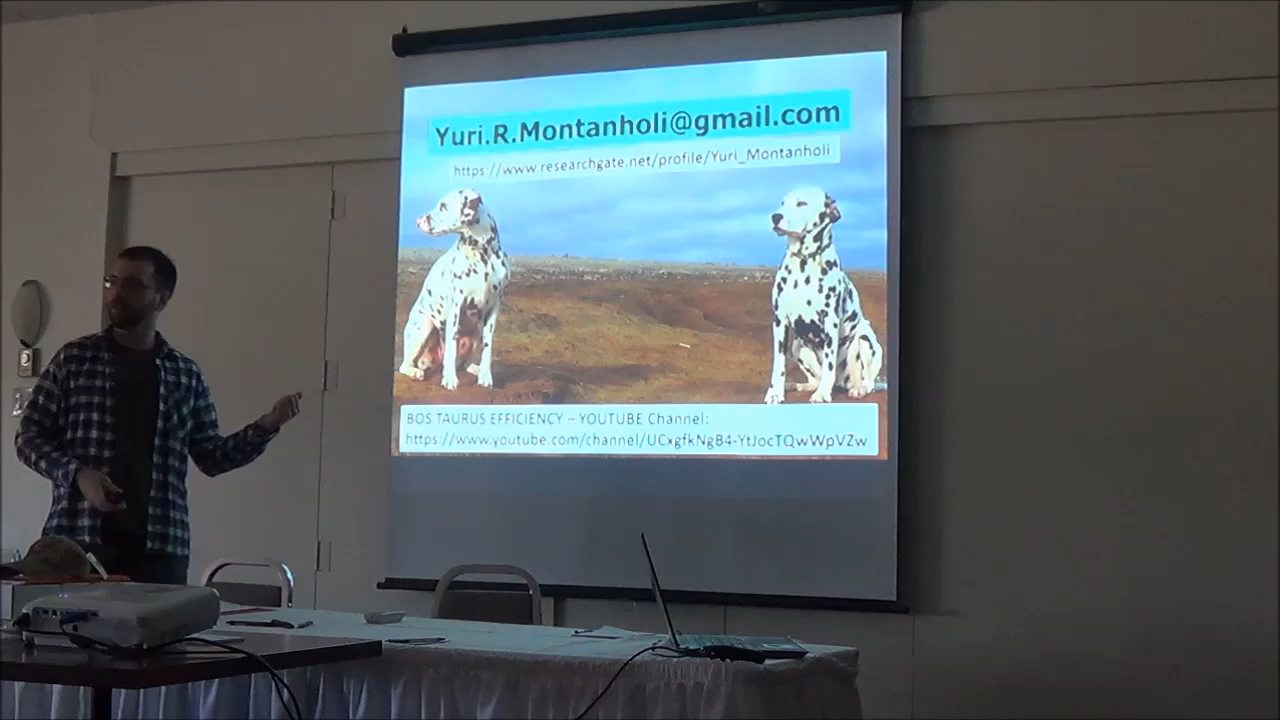 Yuri.R.Montanholi@gmail.com
https://www.researchgate.net/profile/Yuri_Montanholi
BOS TAURUS EFFICIENCY – YOUTUBE Channel:
https://www.youtube.com/channel/UCxgfkNgB4-YtJocTQwWpVZw